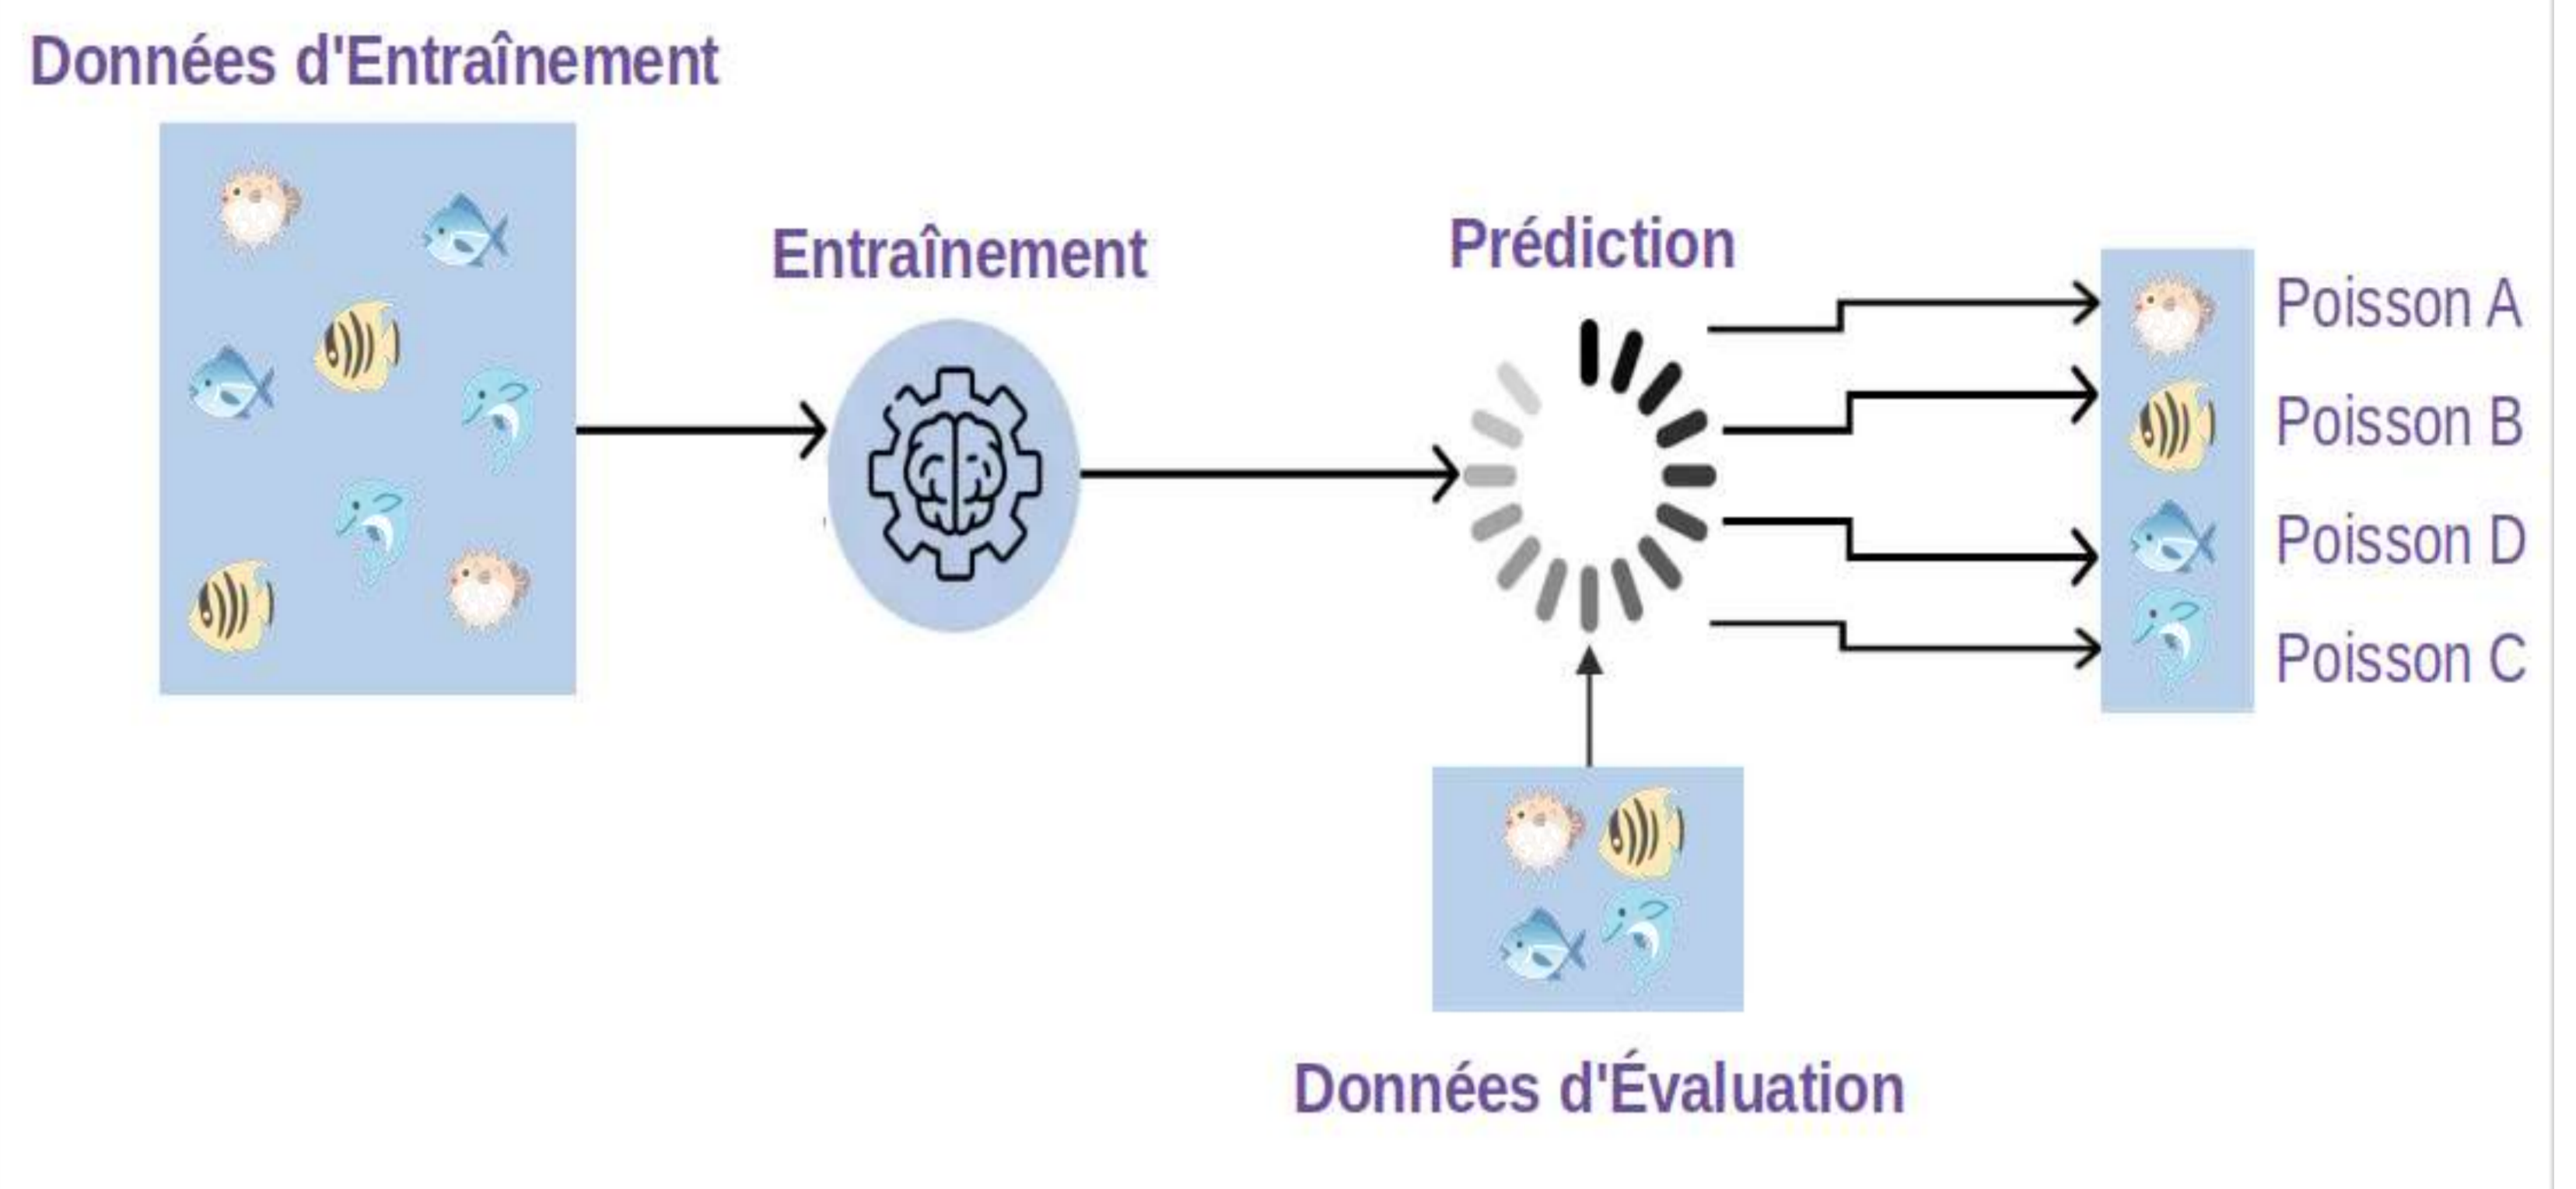 Données d'Entraînement
Entraînement
Prédiction
Poisson A
Poisson B
Poisson D
Poisson C
Données d'Évaluation